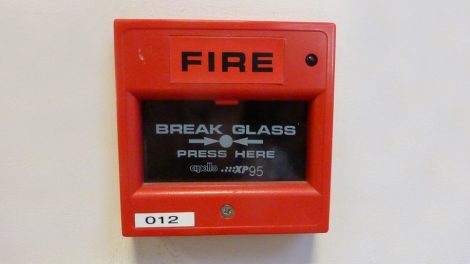 FIRE
BREAK GLASS
PRESS HERE
apollo XP95
012